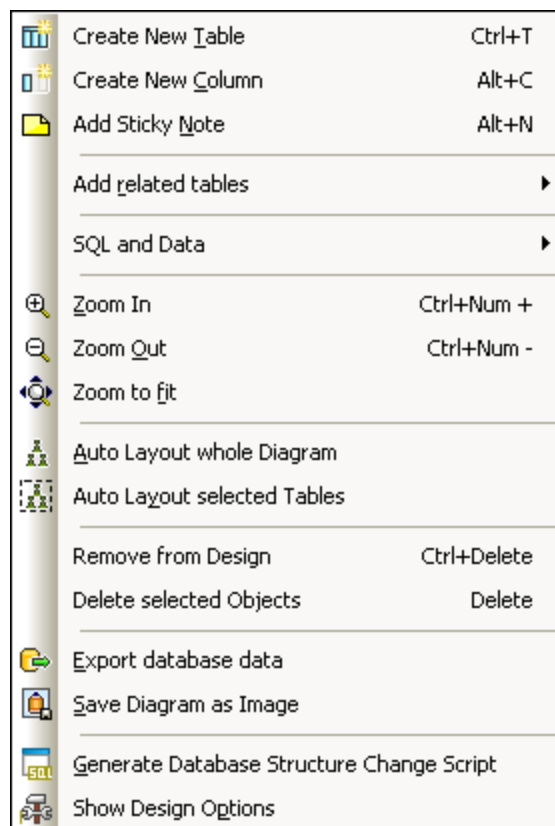 Create New Table Ctrl+T
Create New Column Alt+C
Add Sticky Note Alt+N
Add related tables
SQL and Data
Zoom In Ctrl+Num +
Zoom Out Ctrl+Num -
Zoom to fit
Auto Layout whole Diagram
Auto Layout selected Tables
Remove from Design Ctrl+Delete
Delete selected Objects Delete
Export database data
Save Diagram as Image
SQL Generate Database Structure Change Script
Show Design Options